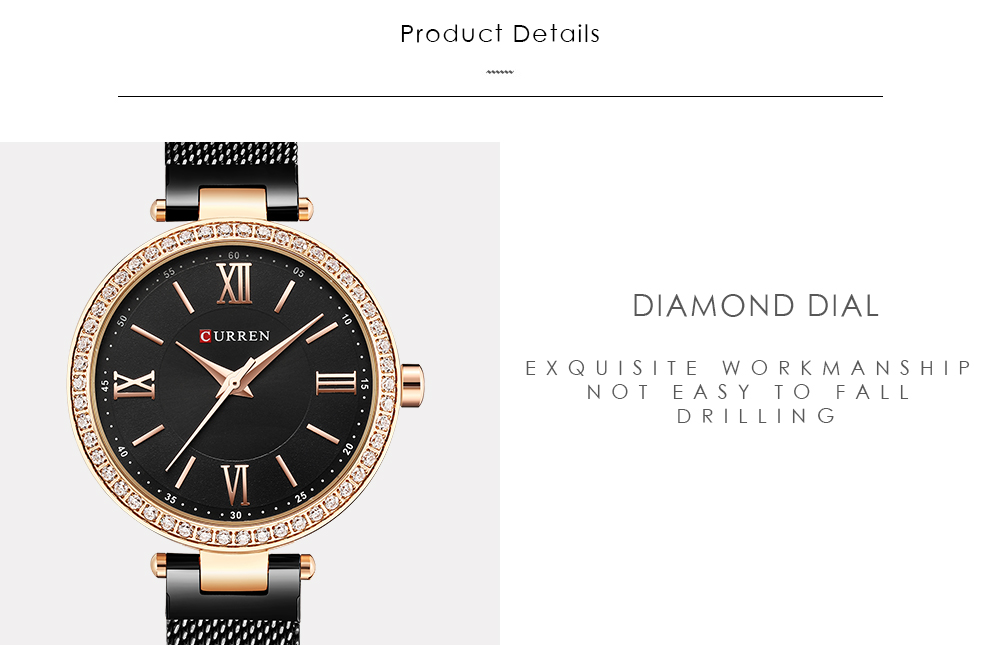 Product Details
60
55
05
XII
50
10
CURREN
DIAMOND DIAL
EXQUISITE WORKMANSHIP
45
IX
III
15
NOT EASY TO FALL
DRILLING
40
20
VI
35
25
30